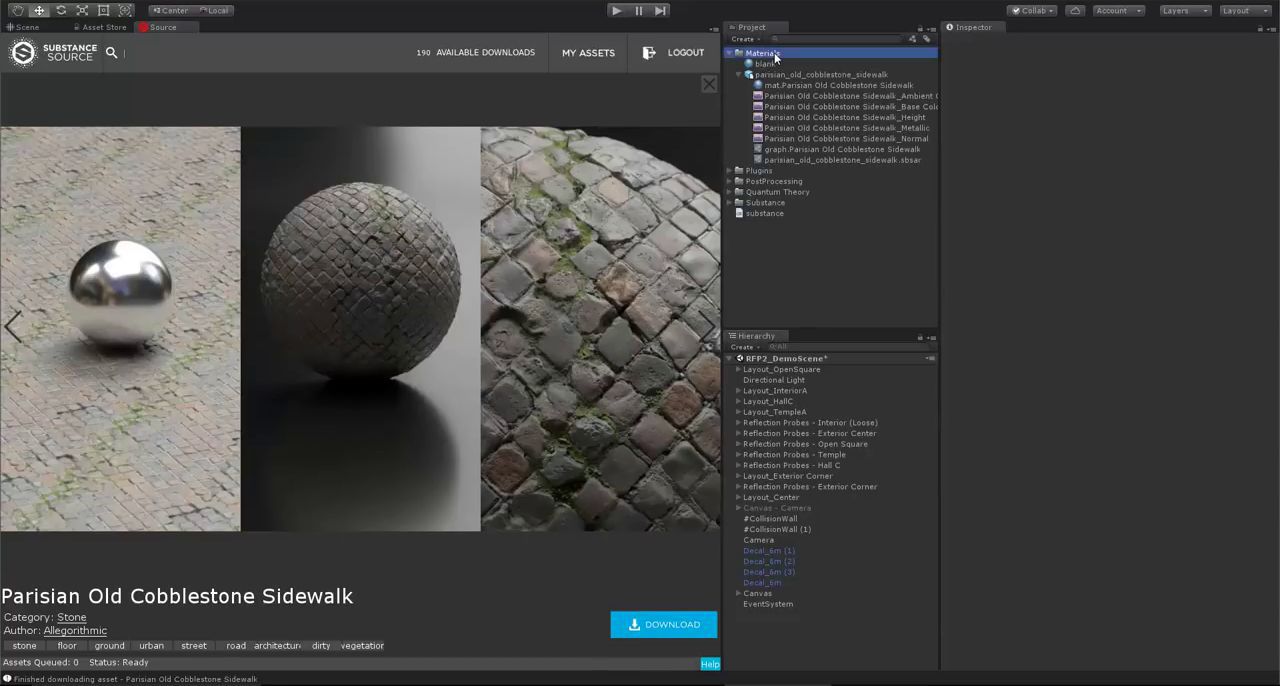 Center Local
Collab Account Layers Layout
Scene Asset Store Source
Project
Inspector
Create
SUBSTANCE SOURCE
190 AVAILABLE DOWNLOADS MY ASSETS LOGOUT
Materials
blank
parisian_old_cobblestone_sidewalk
mat.Parisian Old Cobblestone Sidewalk
Parisian Old Cobblestone Sidewalk_Ambient O
Parisian Old Cobblestone Sidewalk_Base Colo
Parisian Old Cobblestone Sidewalk_Height
Parisian Old Cobblestone Sidewalk_Metallic
Parisian Old Cobblestone Sidewalk_Normal
graph.Parisian Old Cobblestone Sidewalk
parisian_old_cobblestone_sidewalk.sbsar
Plugins
PostProcessing
Quantum Theory
Substance
substance
Hierarchy
Create All
RFP2_DemoScene*
Layout_OpenSquare
Directional Light
Layout_InteriorA
Layout_HallC
Layout_TempleA
Reflection Probes - Interior (Loose)
Reflection Probes - Exterior Center
Reflection Probes - Open Square
Reflection Probes - Temple
Reflection Probes - Hall C
Layout_Exterior Corner
Reflection Probes - Exterior Corner
Layout_Center
Canvas - Camera
#CollisionWall
#CollisionWall (1)
Camera
Decal_6m (1)
Decal_6m (2)
Decal_6m (3)
Decal_6m
Canvas
EventSystem
Parisian Old Cobblestone Sidewalk
Category: Stone
Author: Allegorithmic
DOWNLOAD
stone floor ground urban street road architectur dirty vegetation
Assets Queued: 0 Status: Ready
Help
Finished downloading asset - Parisian Old Cobblestone Sidewalk